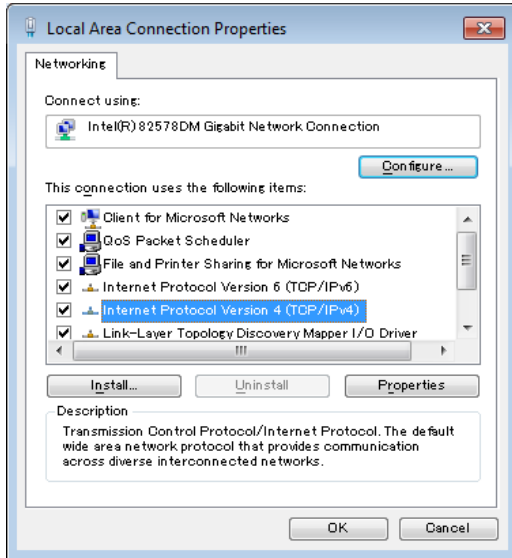 Local Area Connection Properties
Networking
Connect using:
Intel(R) 82578DM Gigabit Network Connection
Configure...
This connection uses the following items:
Client for Microsoft Networks
QoS Packet Scheduler
File and Printer Sharing for Microsoft Networks
Internet Protocol Version 6 (TCP/IPv6)
Internet Protocol Version 4 (TCP/IPv4)
Link-Layer Topology Discovery Mapper I/O Driver
Install...
Uninstall
Properties
Description
Transmission Control Protocol/Internet Protocol. The default
wide area network protocol that provides communication
across diverse interconnected networks.
OK
Cancel